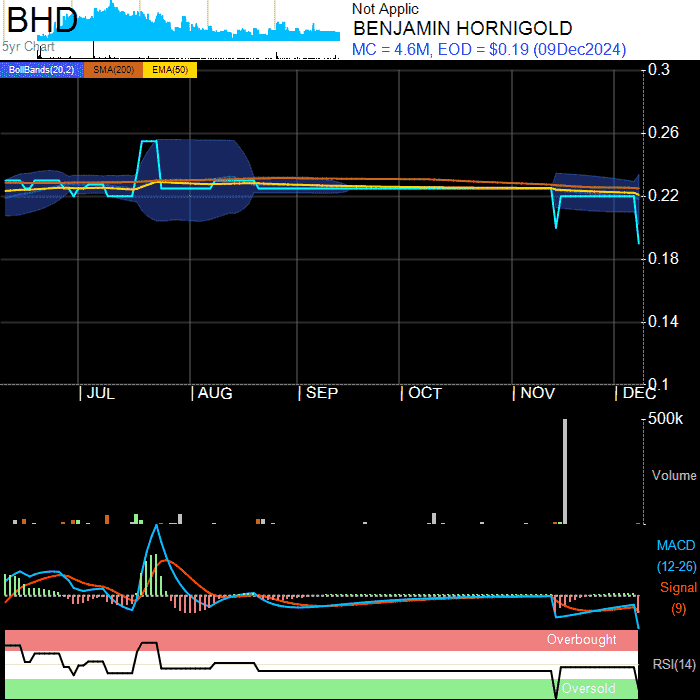 BHD
5yr Chart
Not Applic
BENJAMIN HORNIGOLD
MC = 4.6M, EOD = $0.19 (09Dec2024)
BollBands(20,2) SMA(200) EMA(50)
0.3
0.26
0.22
0.18
0.14
0.1
| JUL | AUG | SEP | OCT | NOV | DEC
500k
Volume
MACD
(12-26)
Signal
(9)
Overbought
RSI(14)
Oversold